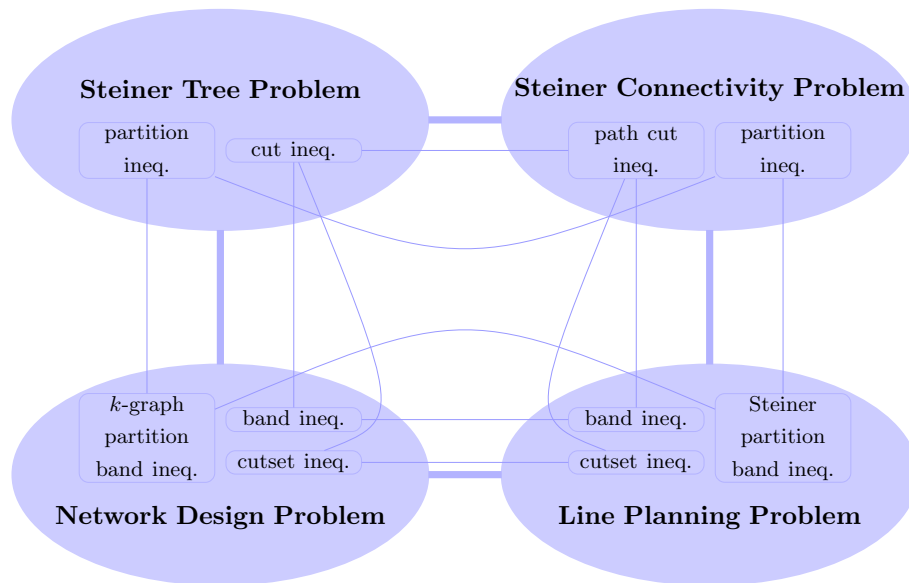 Steiner Tree Problem
partition
ineq.
cut ineq.
Steiner Connectivity Problem
path cut
ineq.
partition
ineq.
k-graph
partition
band ineq.
band ineq.
cutset ineq.
Network Design Problem
band ineq.
cutset ineq.
Steiner
partition
band ineq.
Line Planning Problem